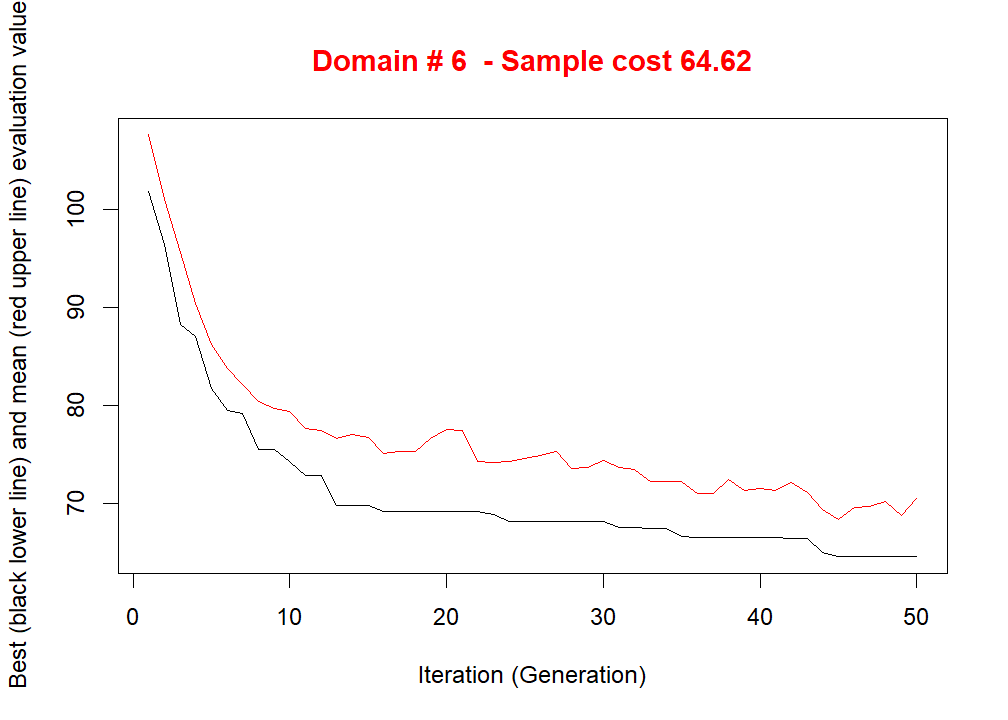 Domain # 6  - Sample cost 64.62
Best (black lower line) and mean (red upper line) evaluation value
100
90
80
70
0 10 20 30 40 50
Iteration (Generation)